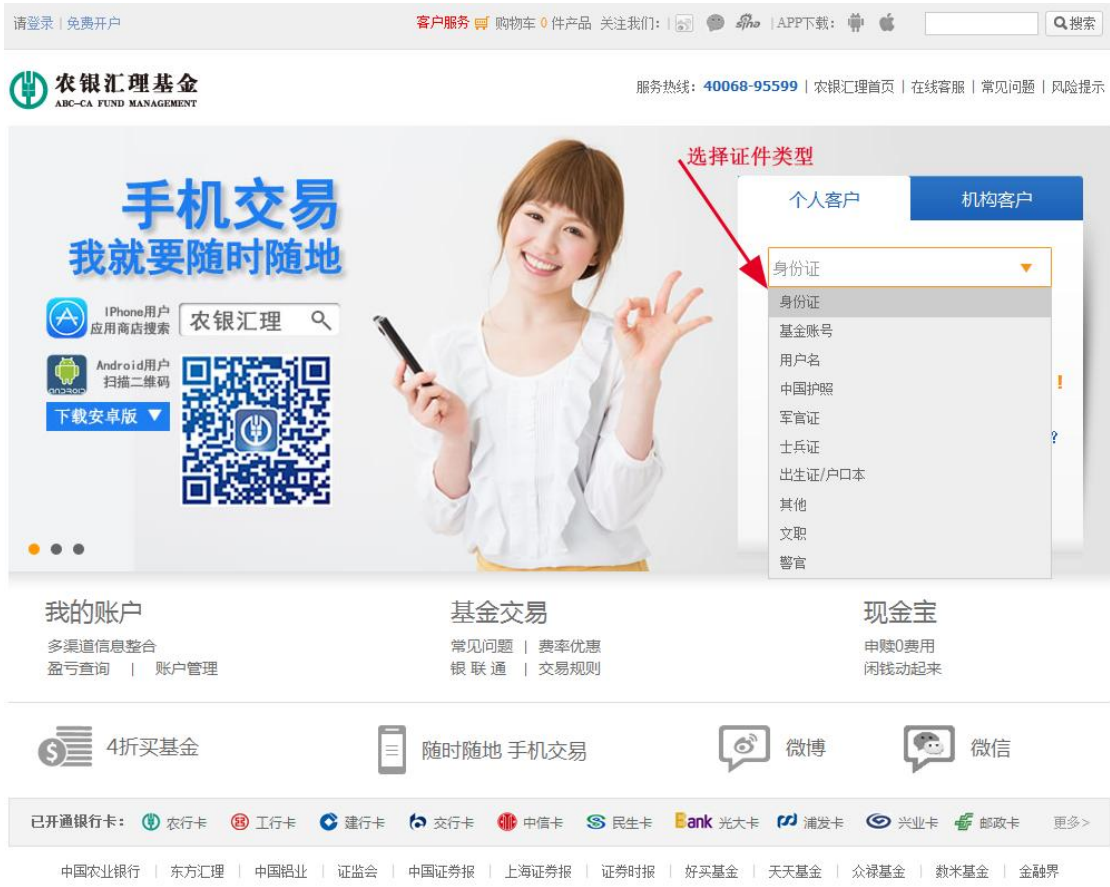 请登录 | 免费开户 客户服务 购物车 0 件产品 关注我们: | sina | APP下载: 搜索
农银汇理基金
ABC-CA FUND MANAGEMENT
服务热线: 40068-95599 | 农银汇理首页 | 在线客服 | 常见问题 | 风险提示
选择证件类型
手机交易
我就要随时随地
IPhone用户
应用商店搜索
农银汇理
Android用户
扫描二维码
ANDROID
下载安卓版
个人客户 机构客户
身份证
身份证
基金账号
用户名
中国护照
军官证
士兵证
出生证/户口本
其他
文职
警官
!
?
我的账户
多渠道信息整合
盈亏查询 | 账户管理
基金交易
常见问题 | 费率优惠
银 联 通 | 交易规则
现金宝
申赎0费用
闲钱动起来
4折买基金 随时随地 手机交易 微博 微信
已开通银行卡: 农行卡 工行卡 建行卡 交行卡 中信卡 民生卡 Bank 光大卡 浦发卡 兴业卡 邮政卡 更多>
中国农业银行 | 东方汇理 | 中国铝业 | 证监会 | 中国证券报 | 上海证券报 | 证券时报 | 好买基金 | 天天基金 | 众禄基金 | 数米基金 | 金融界